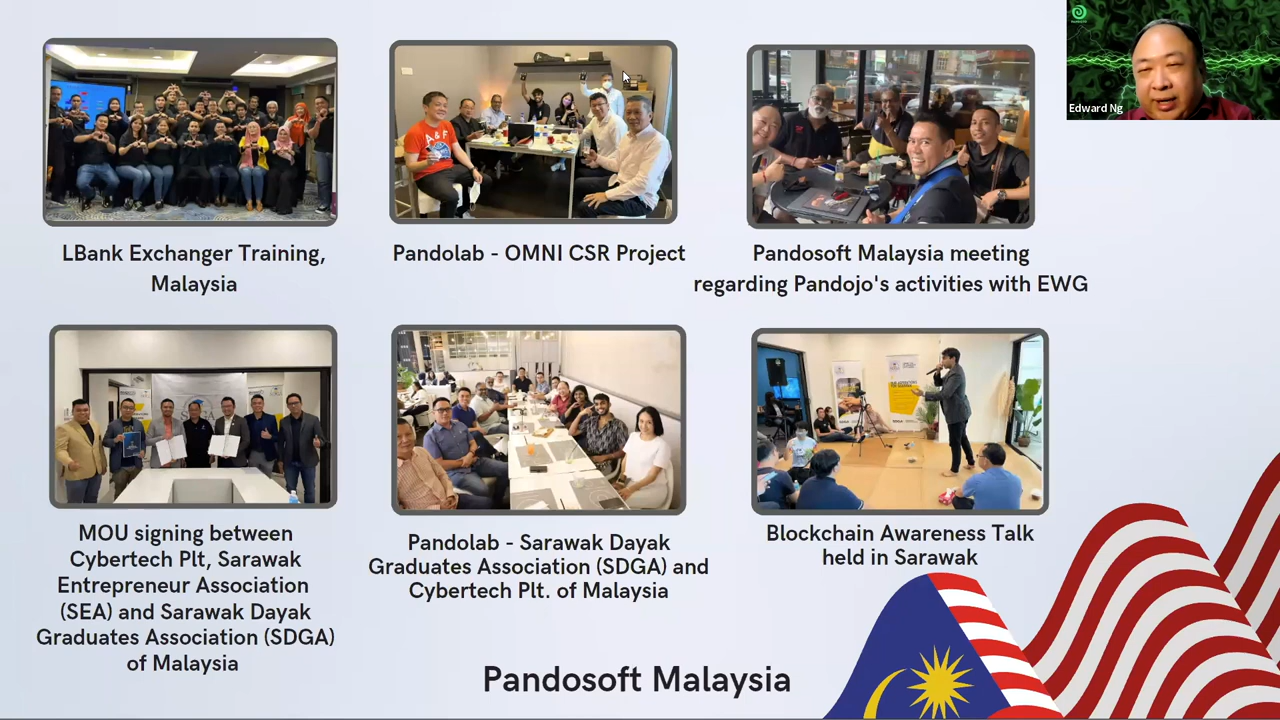 Edward Ng
LBank Exchanger Training,
Malaysia
Pandolab - OMNI CSR Project
Pandosoft Malaysia meeting
regarding Pandojo's activities with EWG
MOU signing between
Cybertech Plt, Sarawak
Entrepreneur Association
(SEA) and Sarawak Dayak
Graduates Association (SDGA)
of Malaysia
Pandolab - Sarawak Dayak
Graduates Association (SDGA) and
Cybertech Plt. of Malaysia
Blockchain Awareness Talk
held in Sarawak
Pandosoft Malaysia